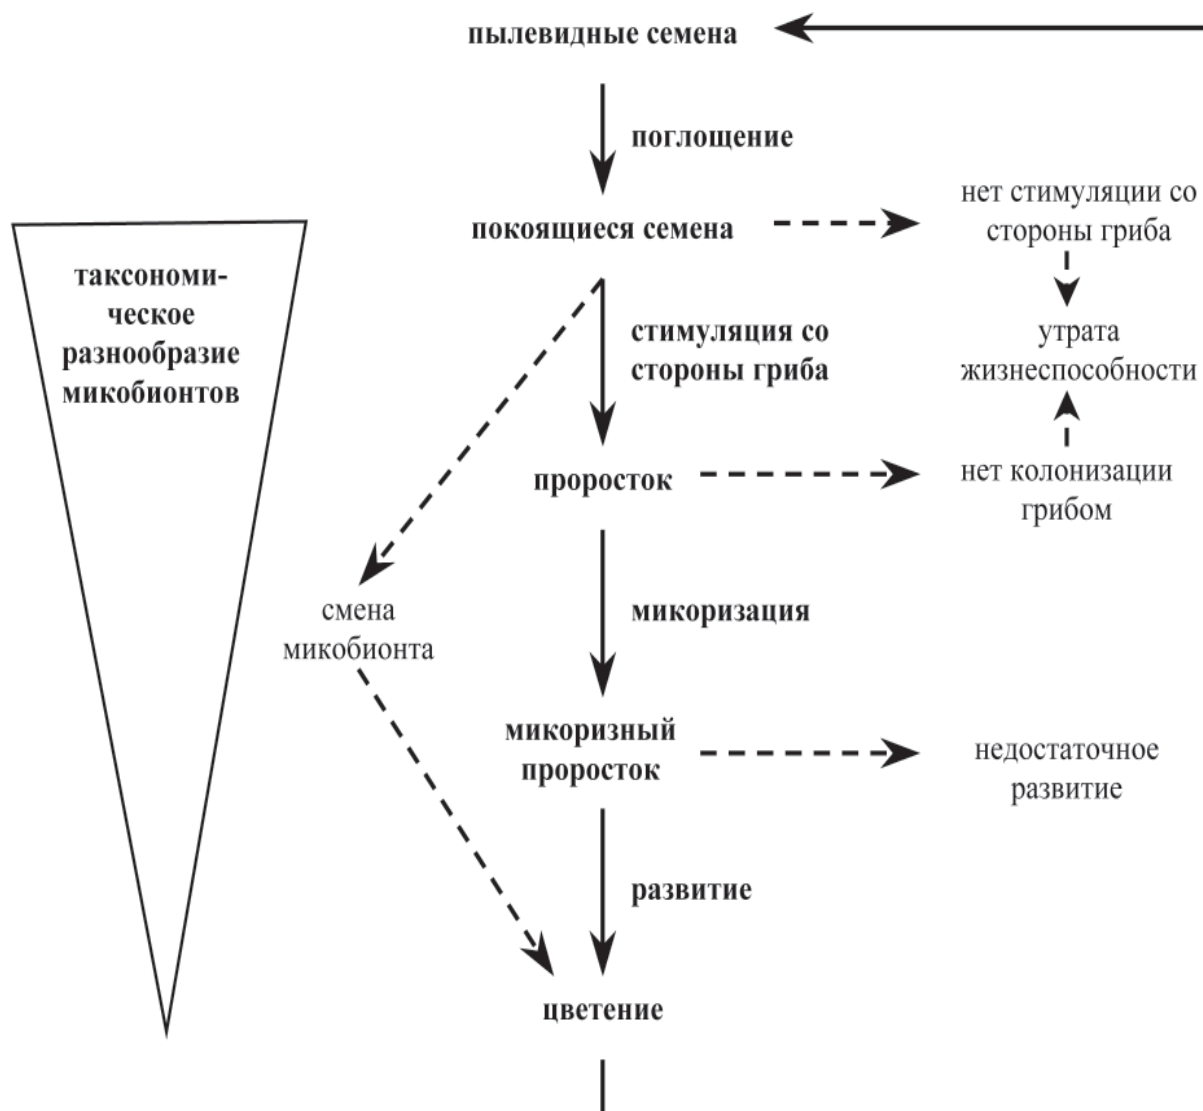 пылевидные семена
поглощение
нет стимуляции со
стороны гриба
покоящиеся семена
таксономи-
ческое
разнообразие
микобионтов
стимуляция со
стороны гриба
утрата
жизнеспособности
проросток
нет колонизации
грибом
смена
микобионта
микоризация
микоризный
проросток
недостаточное
развитие
развитие
цветение